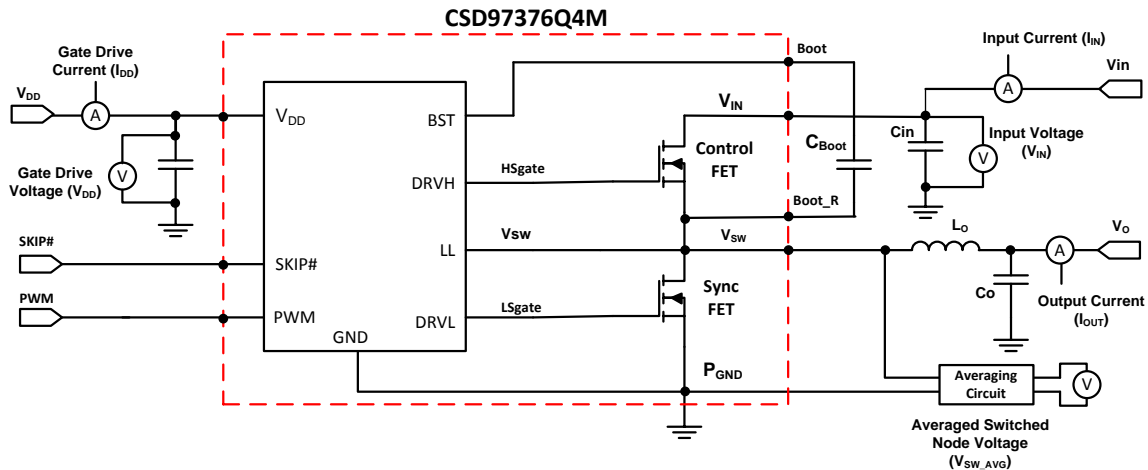 CSD97376Q4M
Gate Drive
Current (IDD)
VDD
A
V
Gate Drive
Voltage (VDD)
SKIP#
PWM
VDD
BST
DRVH
LL
SKIP#
PWM
DRVL
GND
HSgate
Vsw
LSgate
Control
FET
Sync
FET
Boot
VIN
CBoot
Boot_R
VSW
PGND
Input Current (IIN)
A
Vin
Cin
V
Input Voltage
(VIN)
LO
VO
A
Co
Output Current
(IOUT)
Averaging
Circuit
V
Averaged Switched
Node Voltage
(VSW_AVG)